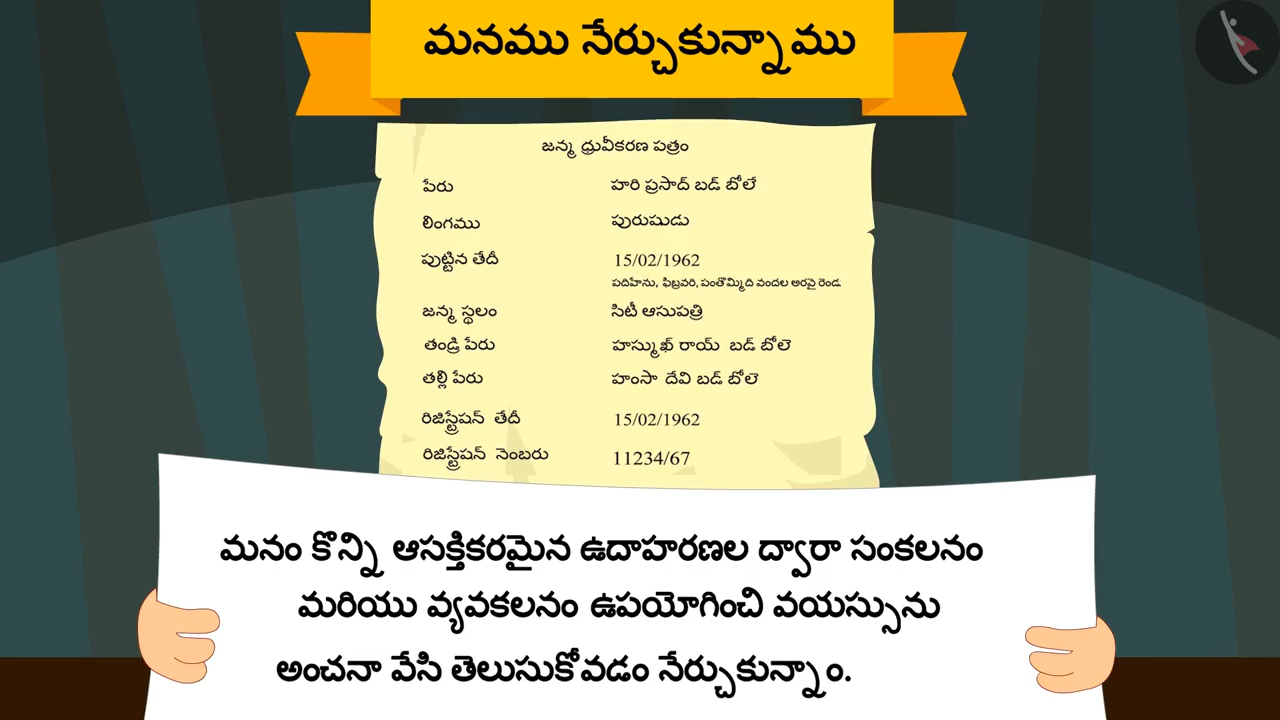 మనము నేర్చుకున్నాము
జన్మ ధ్రువీకరణ పత్రం
పేరు హరి ప్రసాద్ బడ్ బోలే
లింగము పురుషుడు
పుట్టిన తేదీ 15/02/1962
పదిహేను, ఫిబ్రవరి, పంతొమ్మిది వందల అరవై రెండు.
జన్మ స్థలం సిటీ ఆసుపత్రి
తండ్రి పేరు హస్ముఖ్ రాయ్ బడ్ బోలె
తల్లి పేరు హంసా దేవి బడ్ బోలె
రిజిస్ట్రేషన్ తేదీ 15/02/1962
రిజిస్ట్రేషన్ నెంబరు 11234/67
మనం కొన్ని ఆసక్తికరమైన ఉదాహరణల ద్వారా సంకలనం
మరియు వ్యవకలనం ఉపయోగించి వయస్సును
అంచనా వేసి తెలుసుకోవడం నేర్చుకున్నాం.